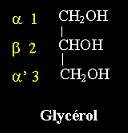 α 1 CH₂OH
β 2 CHOH
α' 3 CH₂OH
Glycérol